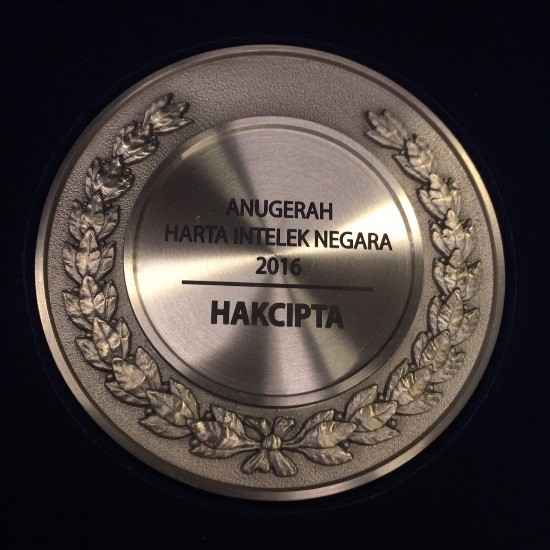 ANUGERAH
HARTA INTELEK NEGARA
2016
HAKCIPTA